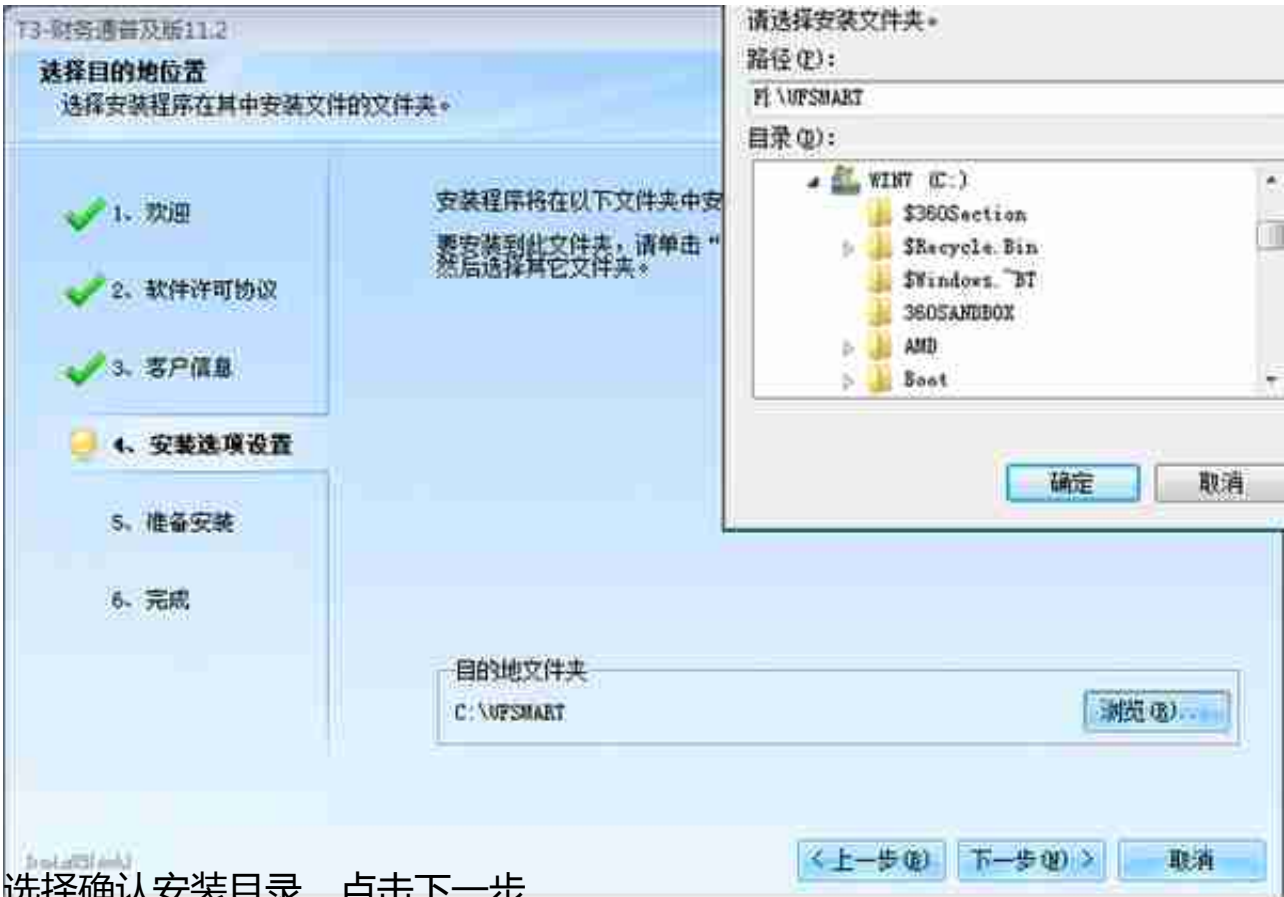 T3-财务通普及版11.2
选择目的地位置
选择安装程序在其中安装文件的文件夹。
1、欢迎
2、软件许可协议
3、客户信息
4、安装选项设置
5、准备安装
6、完成
安装程序将在以下文件夹中安
要安装到此文件夹，请单击“
然后选择其它文件夹。
请选择安装文件夹。
路径(P):
\UFSMART
目录(D):
WIN7 (C:)
$360Section
$Recycle.Bin
$Windows.~BT
360SANDBOX
AMD
Boot
确定
取消
目的地文件夹
C:\UFSMART
浏览(R)...
<上一步(B)
下一步(N)>
取消
选择确认安装目录，点击下一步